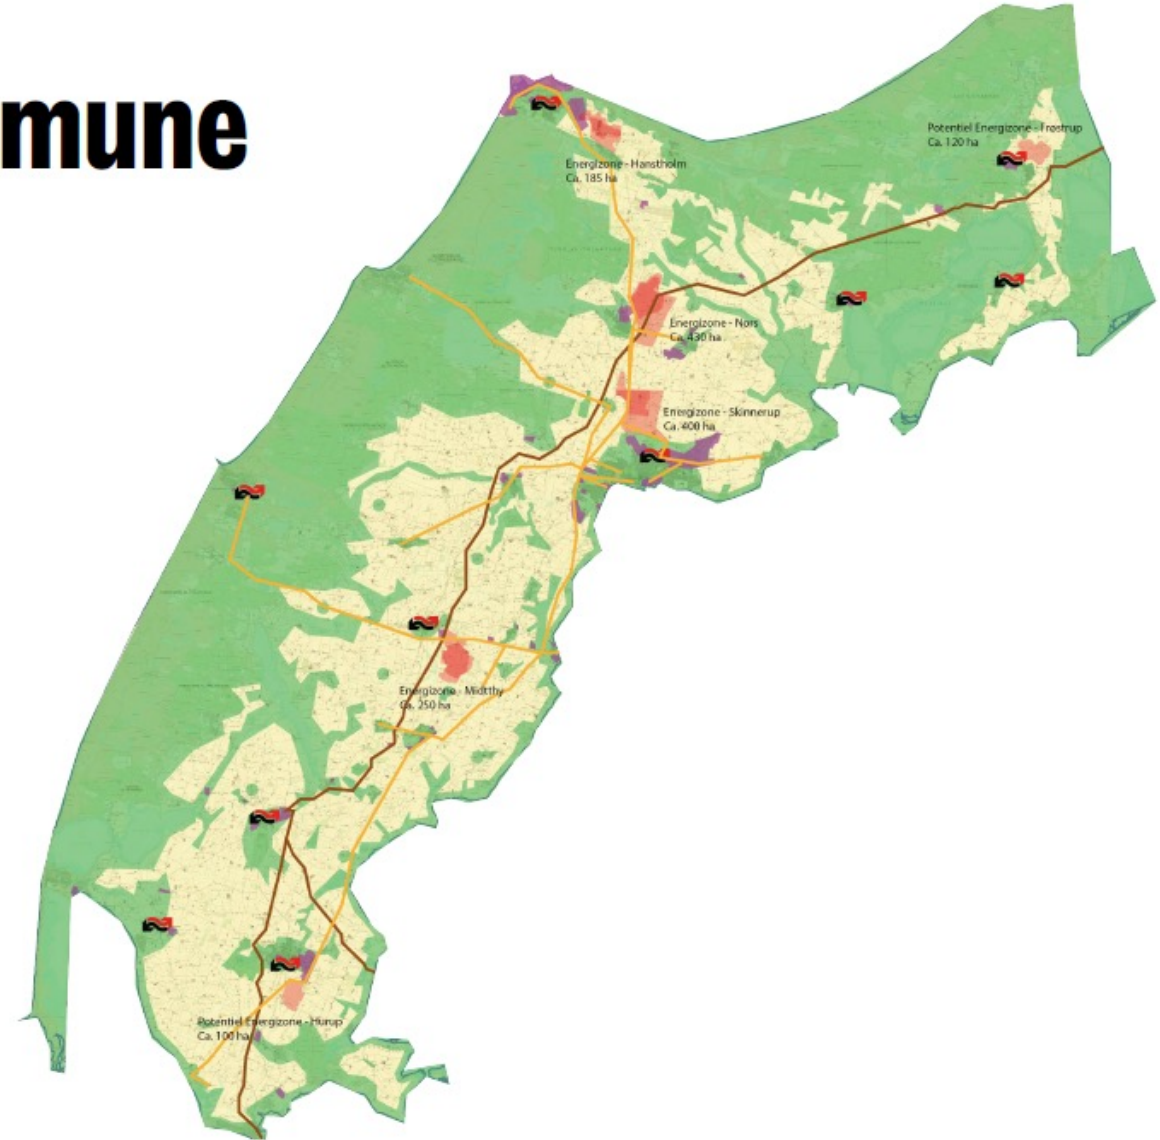 mune
Potentiel Energizone - Frøstrup
Ca. 120 ha
Energizone - Hanstholm
Ca. 185 ha
Energizone - Nors
Ca. 430 ha
Energizone - Skinnerup
Ca. 400 ha
Energizone - Midtthy
Ca. 250 ha
Potentiel Energizone - Hurup
Ca. 100 ha